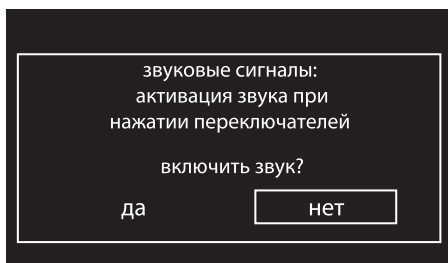 звуковые сигналы:
активация звука при
нажатии переключателей
включить звук?
да нет